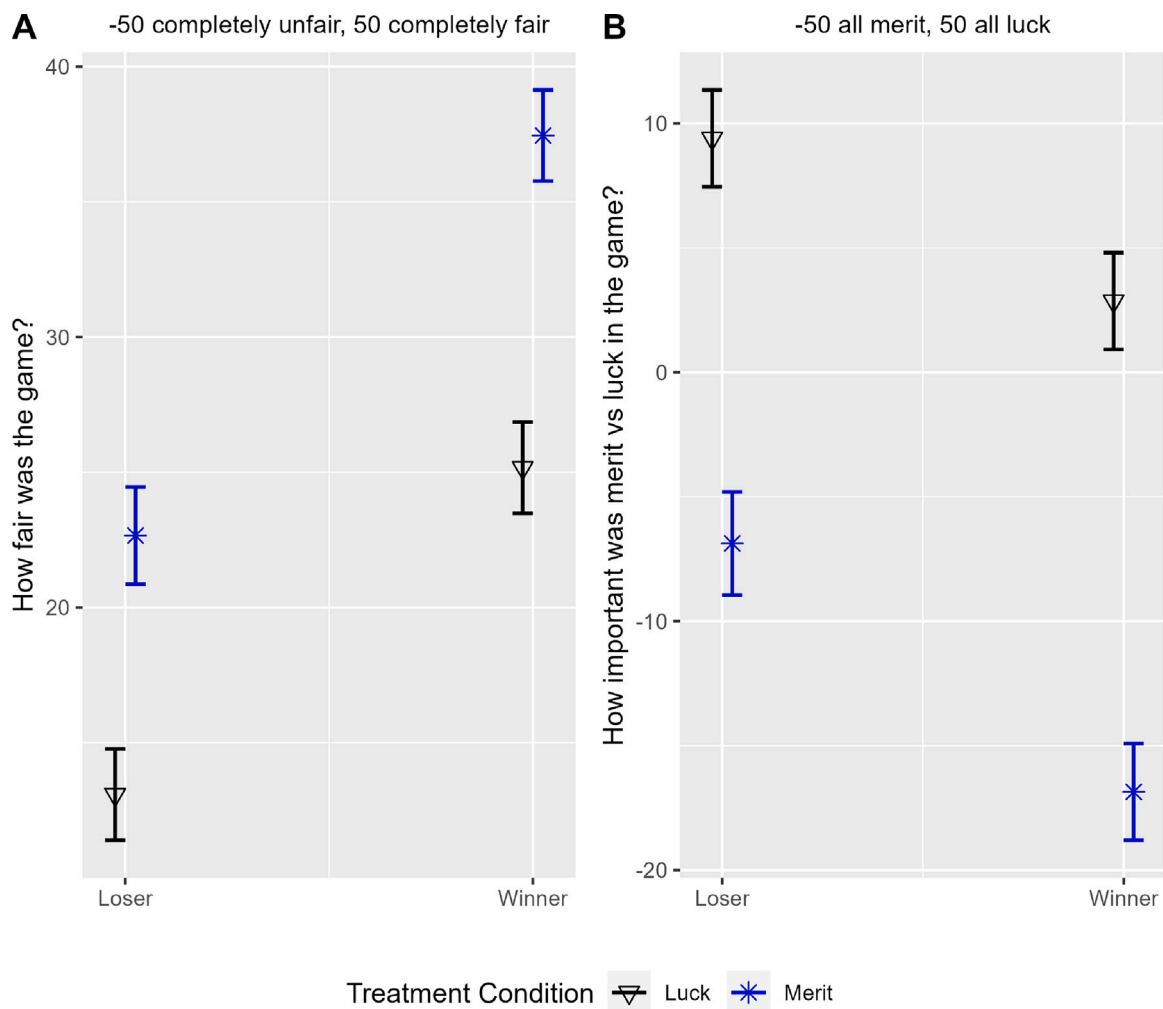 A
-50 completely unfair, 50 completely fair
How fair was the game?
40
30
20
Loser
Winner
B
-50 all merit, 50 all luck
How important was merit vs luck in the game?
10
0
-10
-20
Loser
Winner
Treatment Condition Luck Merit